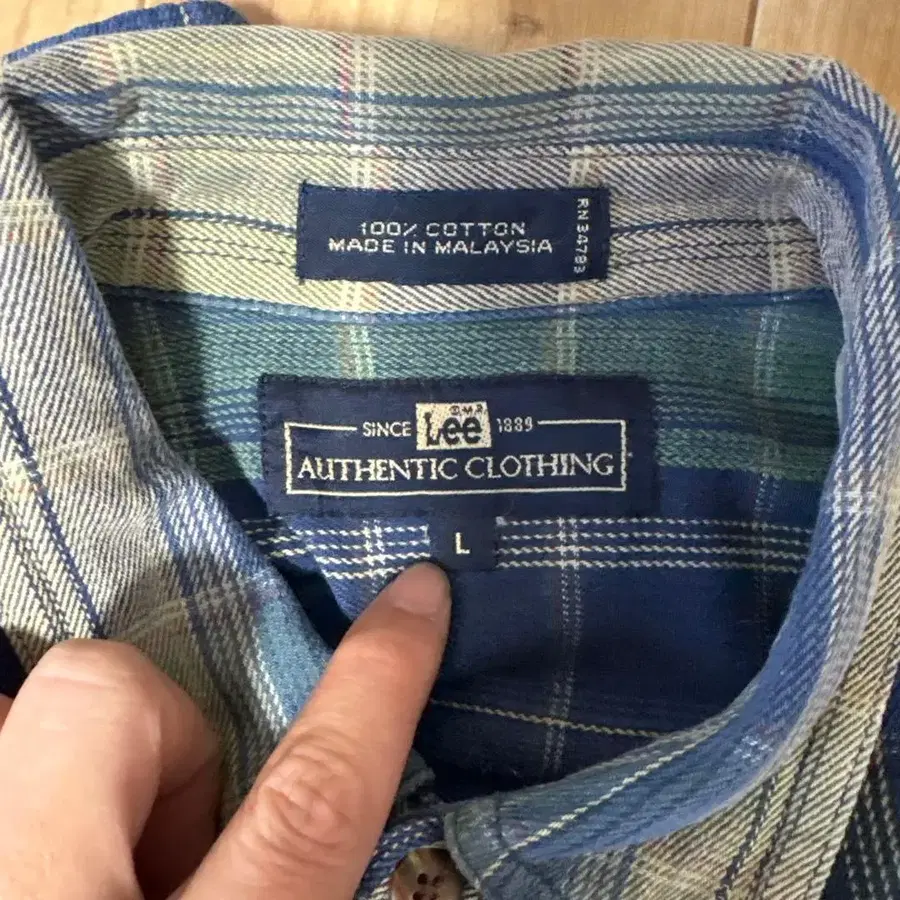 100% COTTON
MADE IN MALAYSIA
RN 34783
SINCE Lee 1889
AUTHENTIC CLOTHING
L